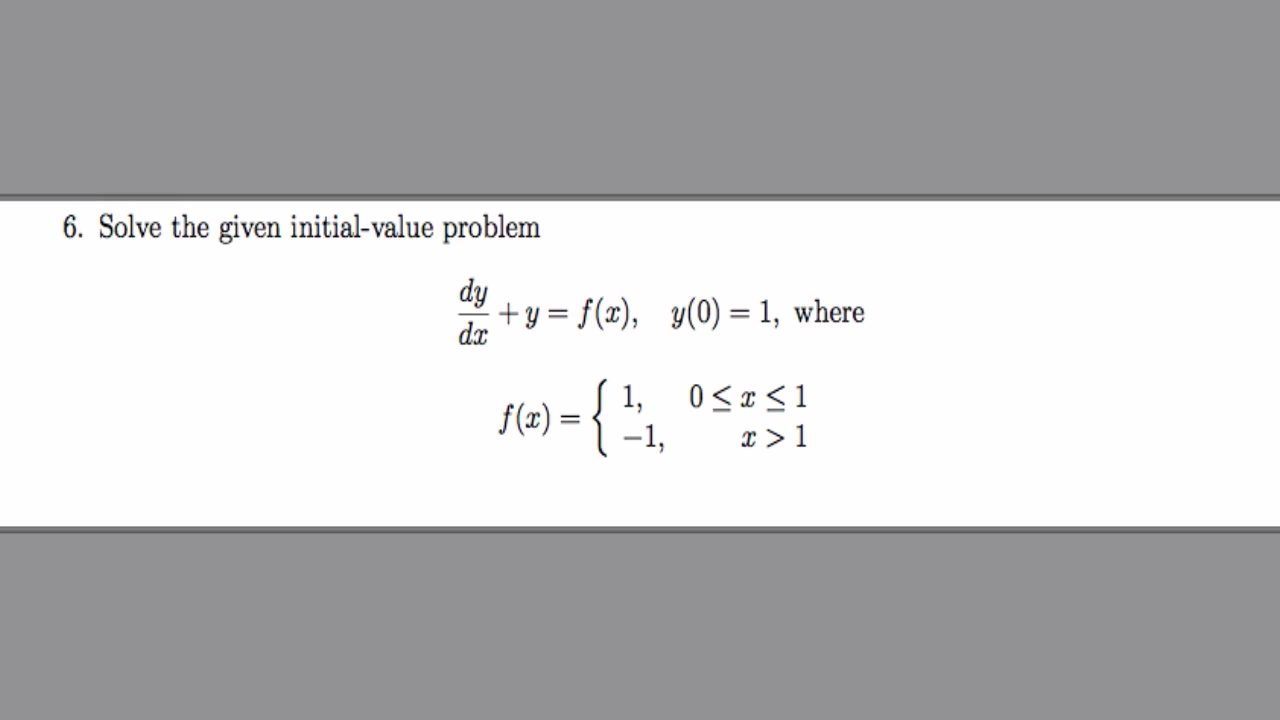 6. Solve the given initial-value problem
dy/dx + y = f(x), y(0) = 1, where
f(x) = { 1, 0 ≤ x ≤ 1
−1, x > 1